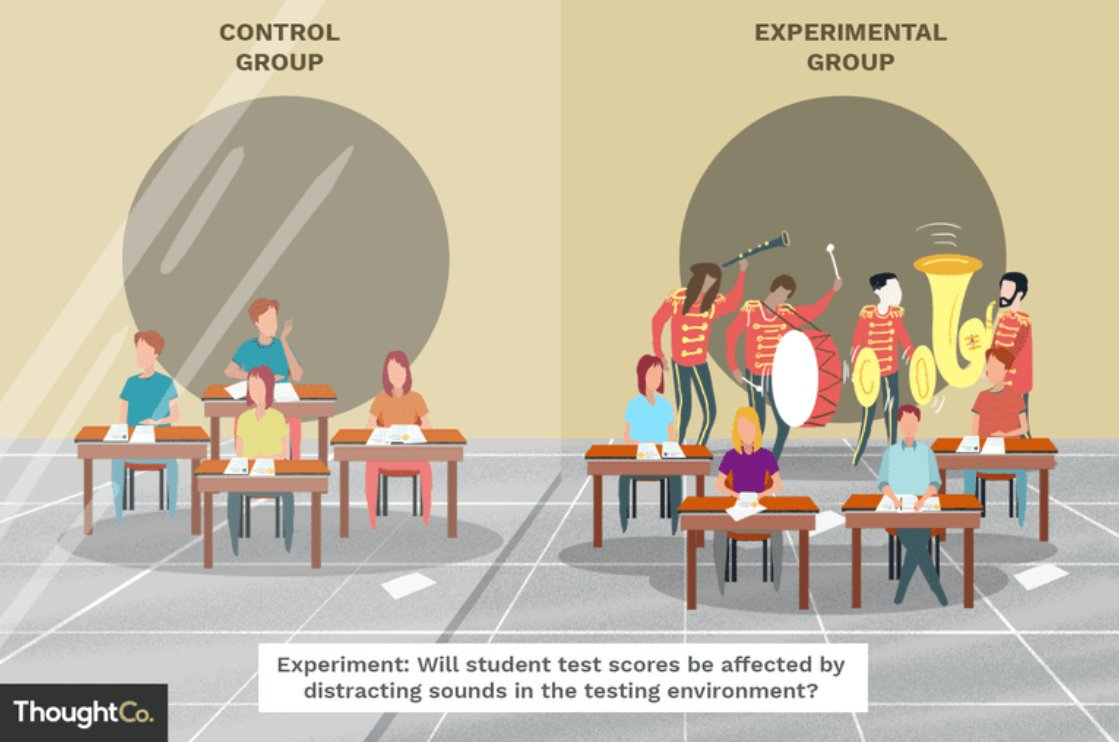 CONTROL
GROUP
EXPERIMENTAL
GROUP
Experiment: Will student test scores be affected by
distracting sounds in the testing environment?
ThoughtCo.